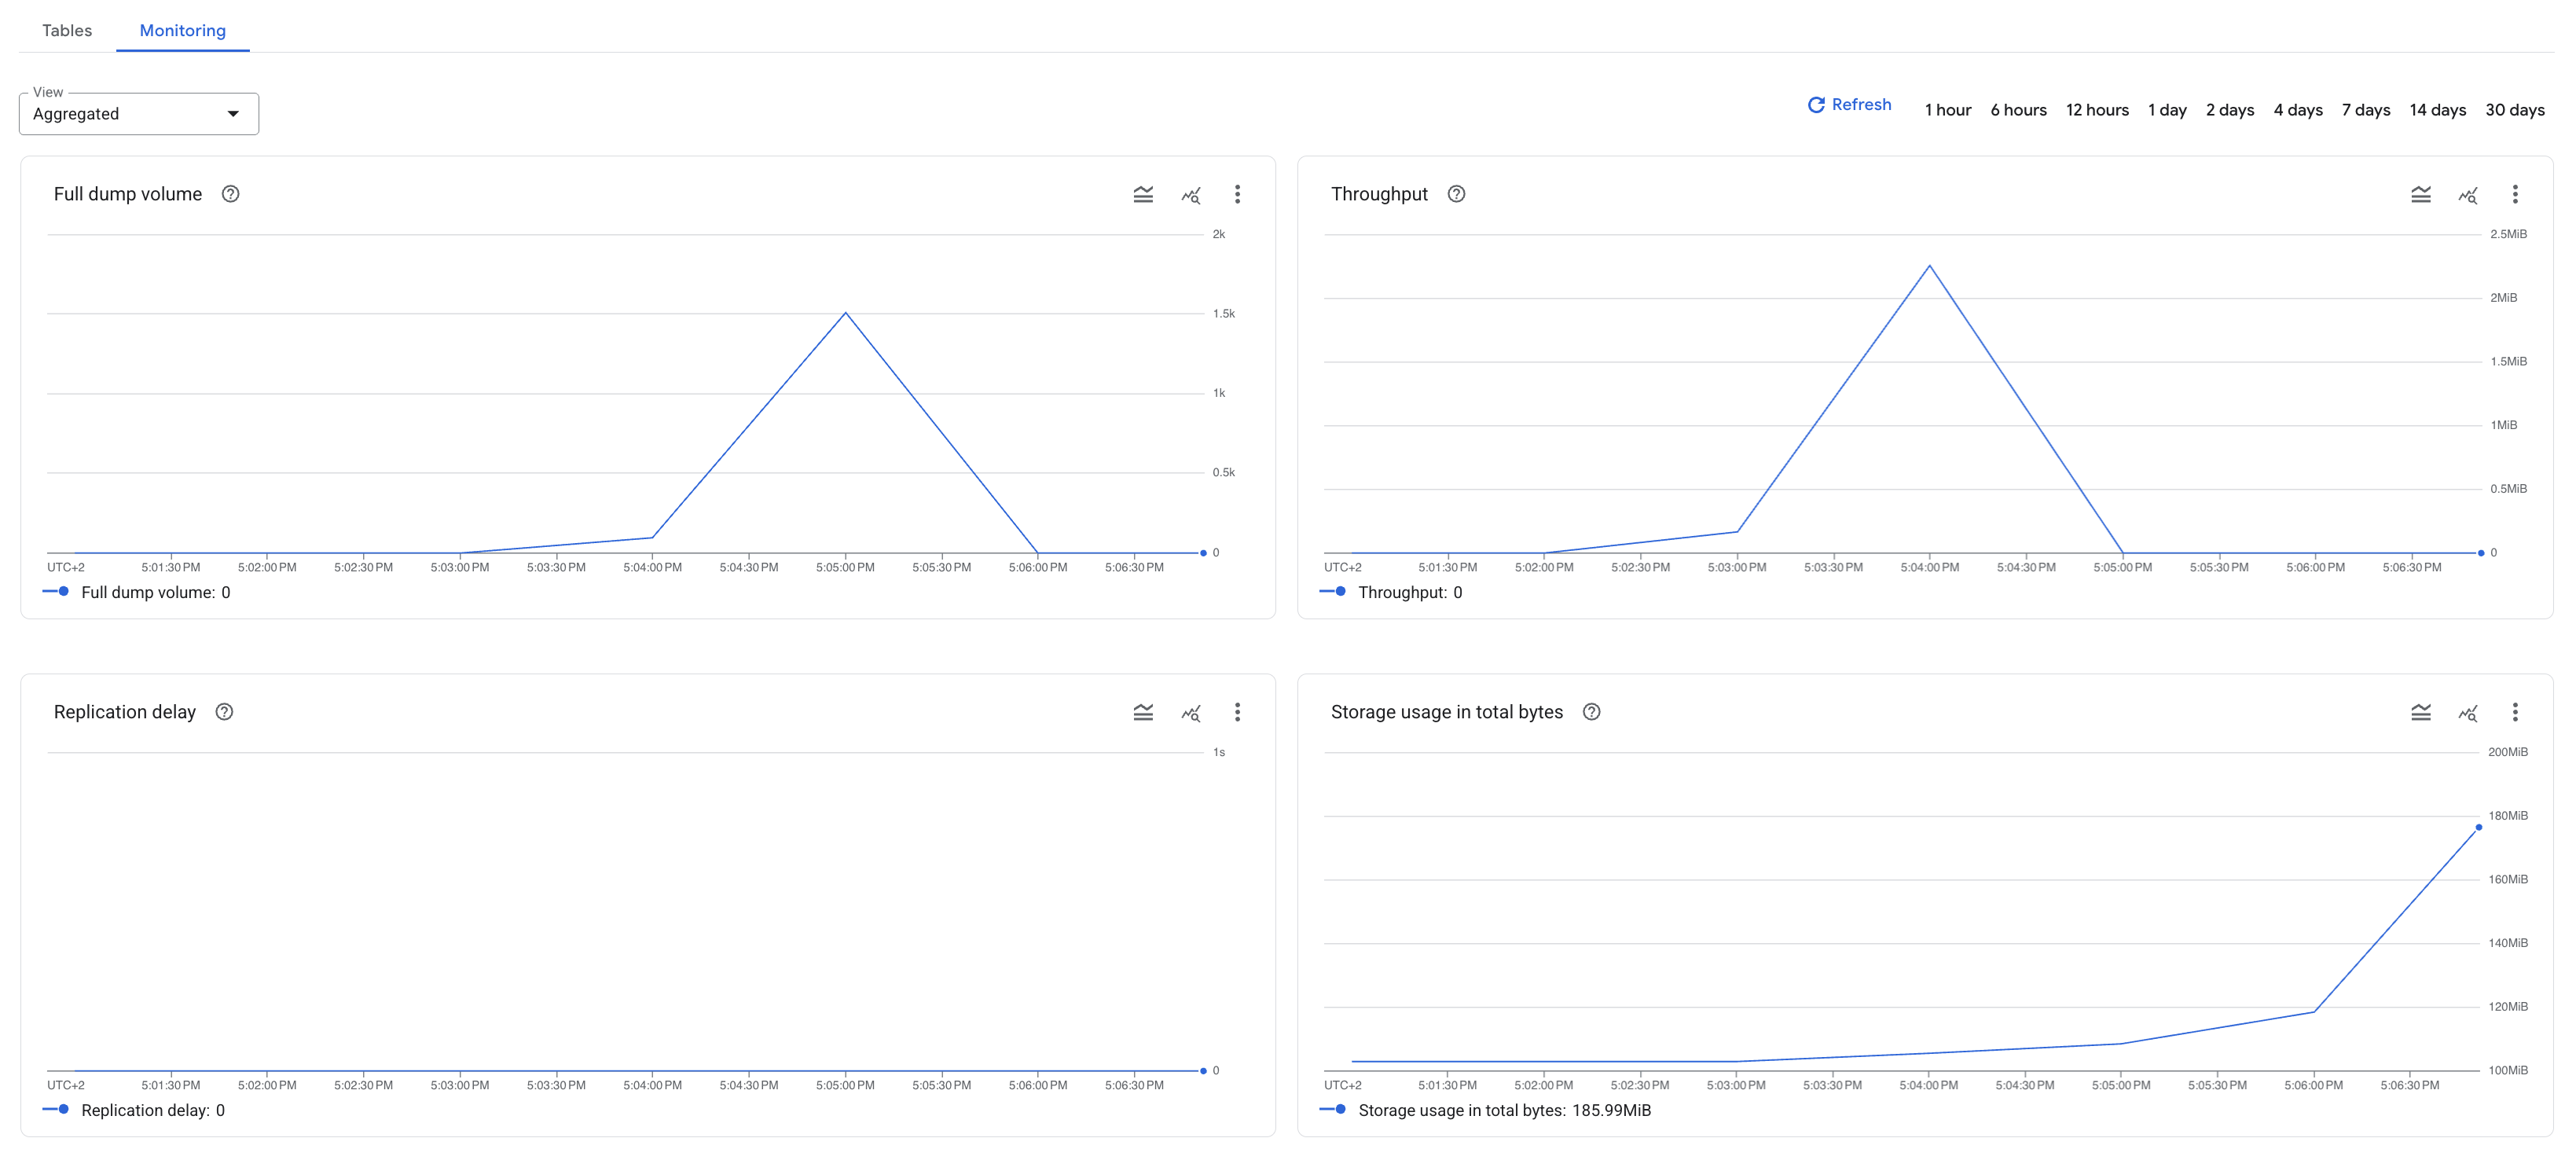 Tables Monitoring
View
Aggregated
Refresh 1 hour 6 hours 12 hours 1 day 2 days 4 days 7 days 14 days 30 days
Full dump volume
2k
1.5k
1k
0.5k
0
UTC+2 5:01:30 PM 5:02:00 PM 5:02:30 PM 5:03:00 PM 5:03:30 PM 5:04:00 PM 5:04:30 PM 5:05:00 PM 5:05:30 PM 5:06:00 PM 5:06:30 PM
Full dump volume: 0
Throughput
2.5MiB
2MiB
1.5MiB
1MiB
0.5MiB
0
UTC+2 5:01:30 PM 5:02:00 PM 5:02:30 PM 5:03:00 PM 5:03:30 PM 5:04:00 PM 5:04:30 PM 5:05:00 PM 5:05:30 PM 5:06:00 PM 5:06:30 PM
Throughput: 0
Replication delay
1s
0
UTC+2 5:01:30 PM 5:02:00 PM 5:02:30 PM 5:03:00 PM 5:03:30 PM 5:04:00 PM 5:04:30 PM 5:05:00 PM 5:05:30 PM 5:06:00 PM 5:06:30 PM
Replication delay: 0
Storage usage in total bytes
200MiB
180MiB
160MiB
140MiB
120MiB
100MiB
UTC+2 5:01:30 PM 5:02:00 PM 5:02:30 PM 5:03:00 PM 5:03:30 PM 5:04:00 PM 5:04:30 PM 5:05:00 PM 5:05:30 PM 5:06:00 PM 5:06:30 PM
Storage usage in total bytes: 185.99MiB